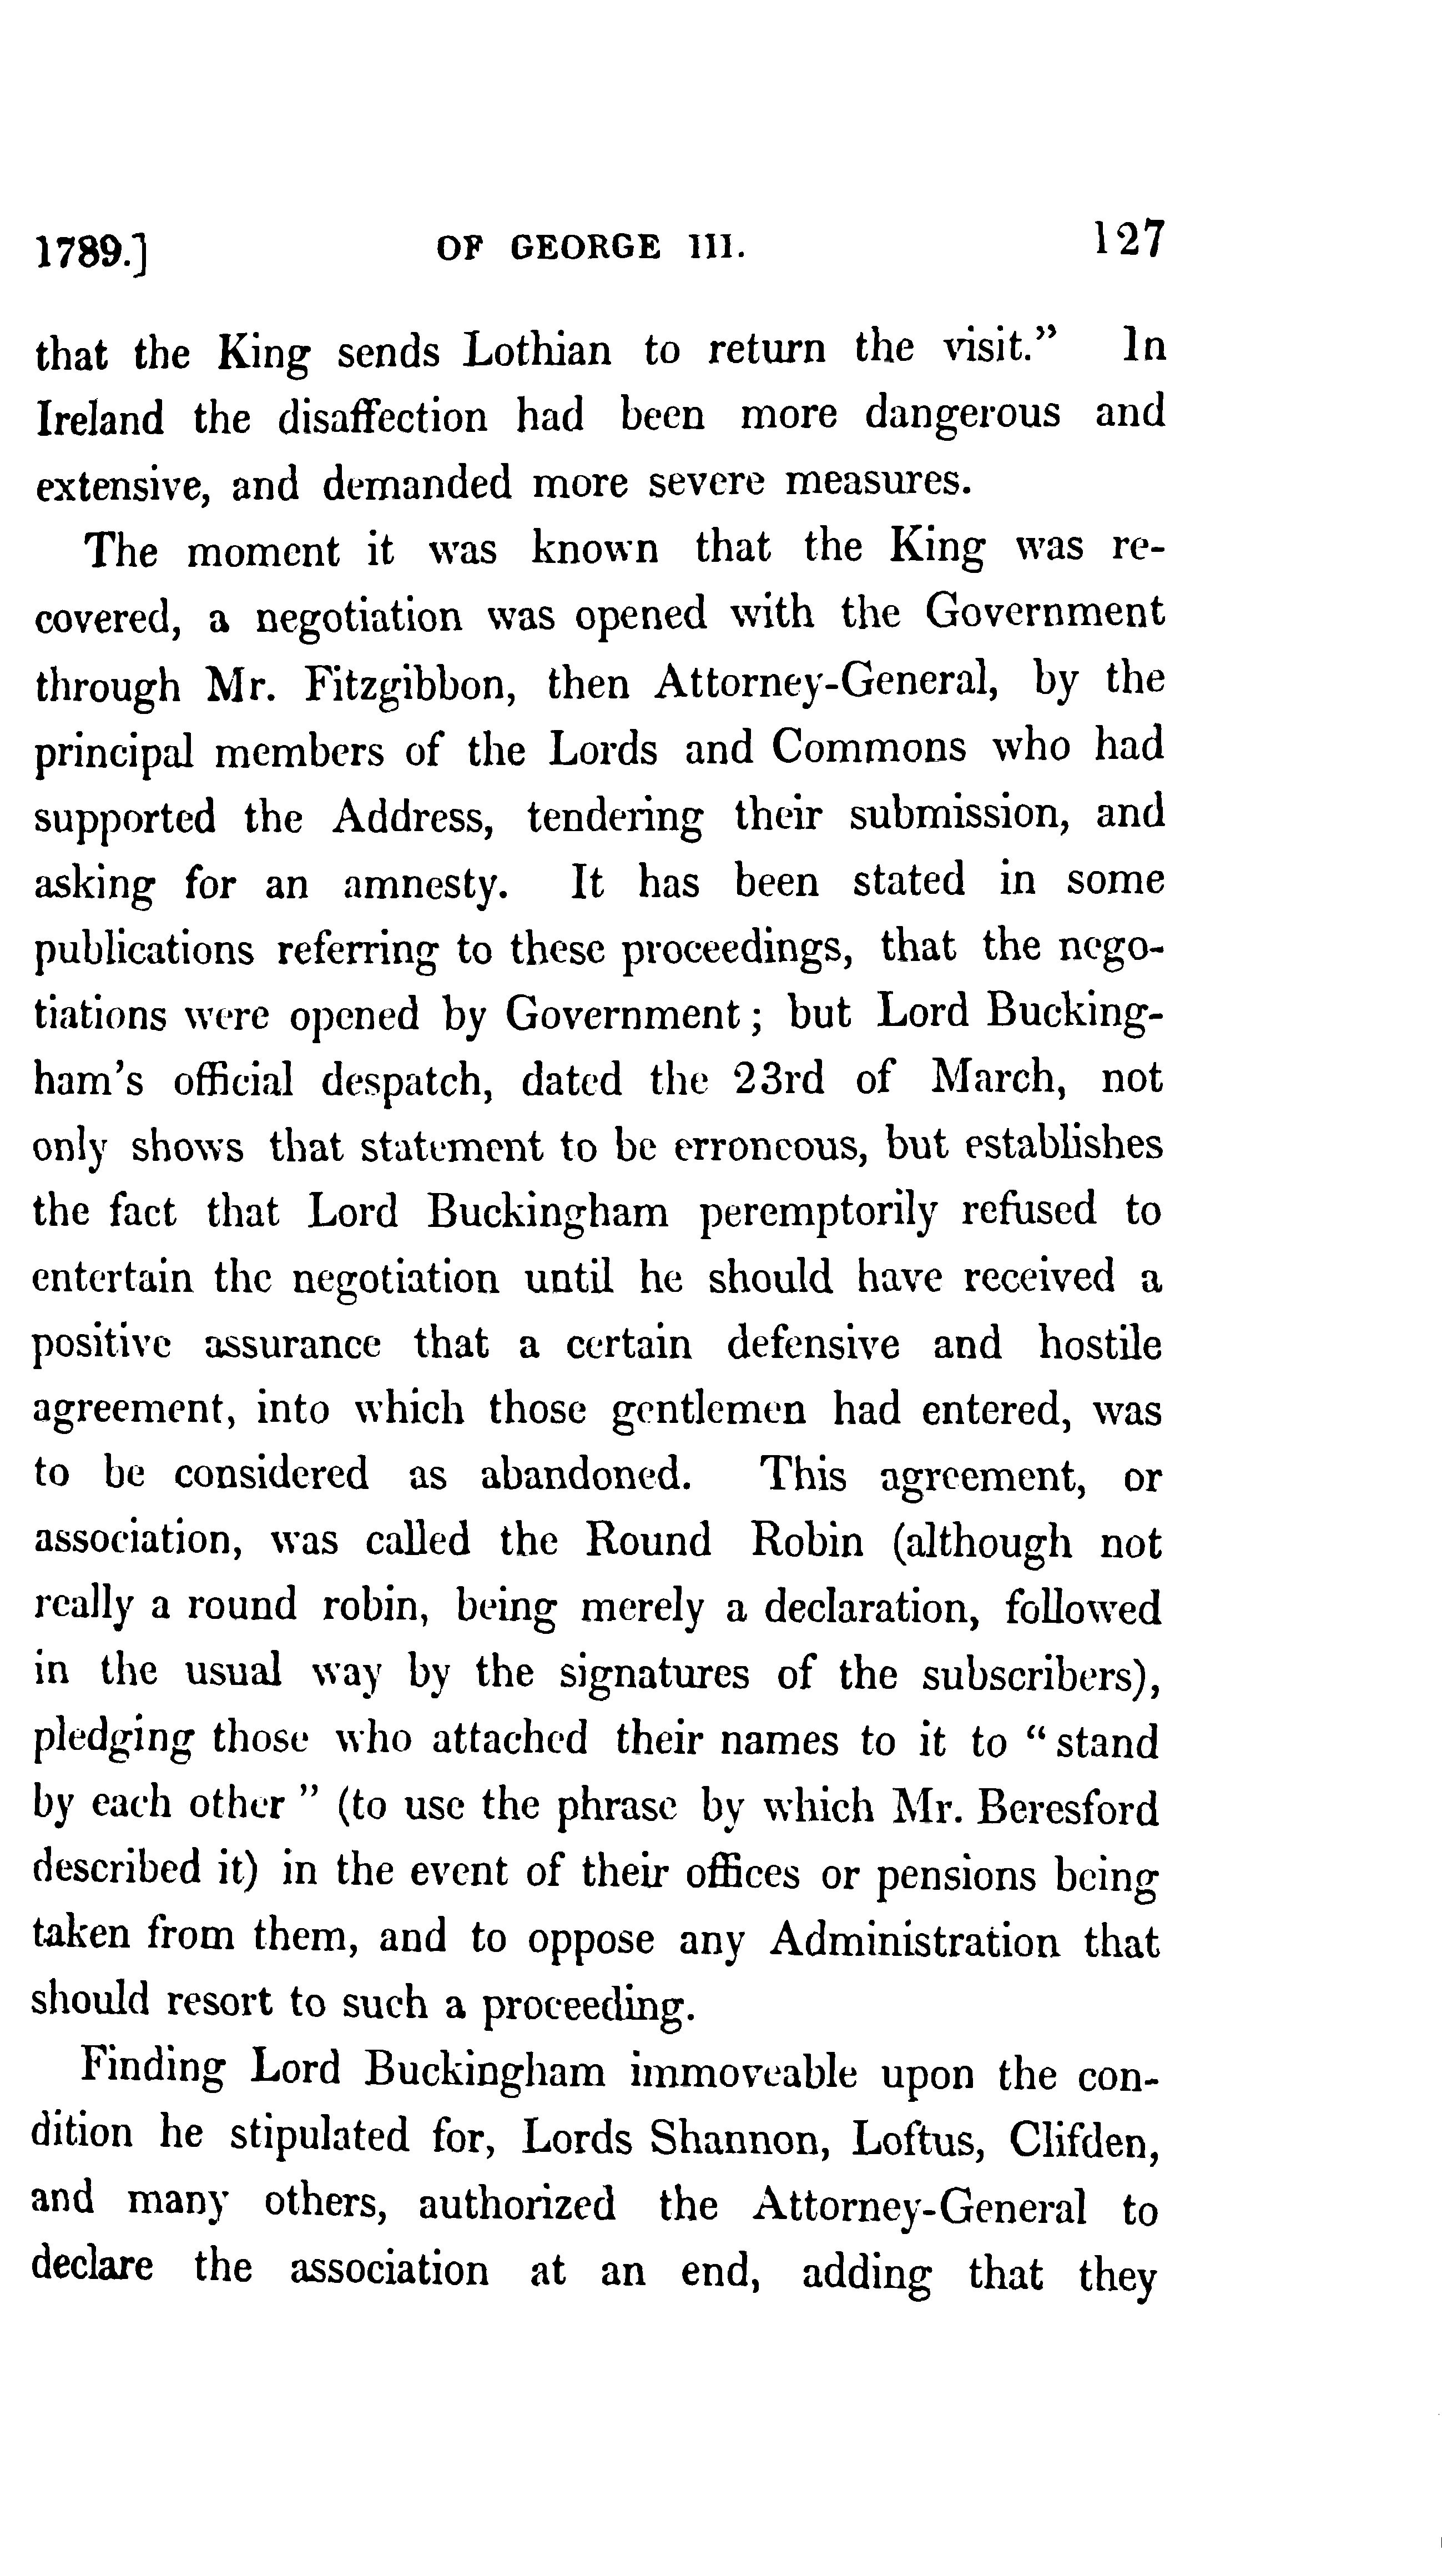 1789.] OF GEORGE III. 127
that the King sends Lothian to return the visit.” In
Ireland the disaffection had been more dangerous and
extensive, and demanded more severe measures.
The moment it was known that the King was re-
covered, a negotiation was opened with the Government
through Mr. Fitzgibbon, then Attorney-General, by the
principal members of the Lords and Commons who had
supported the Address, tendering their submission, and
asking for an amnesty. It has been stated in some
publications referring to these proceedings, that the nego-
tiations were opened by Government; but Lord Bucking-
ham's official despatch, dated the 23rd of March, not
only shows that statement to be erroneous, but establishes
the fact that Lord Buckingham peremptorily refused to
entertain the negotiation until he should have received a
positive assurance that a certain defensive and hostile
agreement, into which those gentlemen had entered, was
to be considered as abandoned. This agreement, or
association, was called the Round Robin (although not
really a round robin, being merely a declaration, followed
in the usual way by the signatures of the subscribers),
pledging those who attached their names to it to “stand
by each other” (to use the phrase by which Mr. Beresford
described it) in the event of their offices or pensions being
taken from them, and to oppose any Administration that
should resort to such a proceeding.
Finding Lord Buckingham immoveable upon the con-
dition he stipulated for, Lords Shannon, Loftus, Clifden,
and many others, authorized the Attorney-General to
declare the association at an end, adding that they